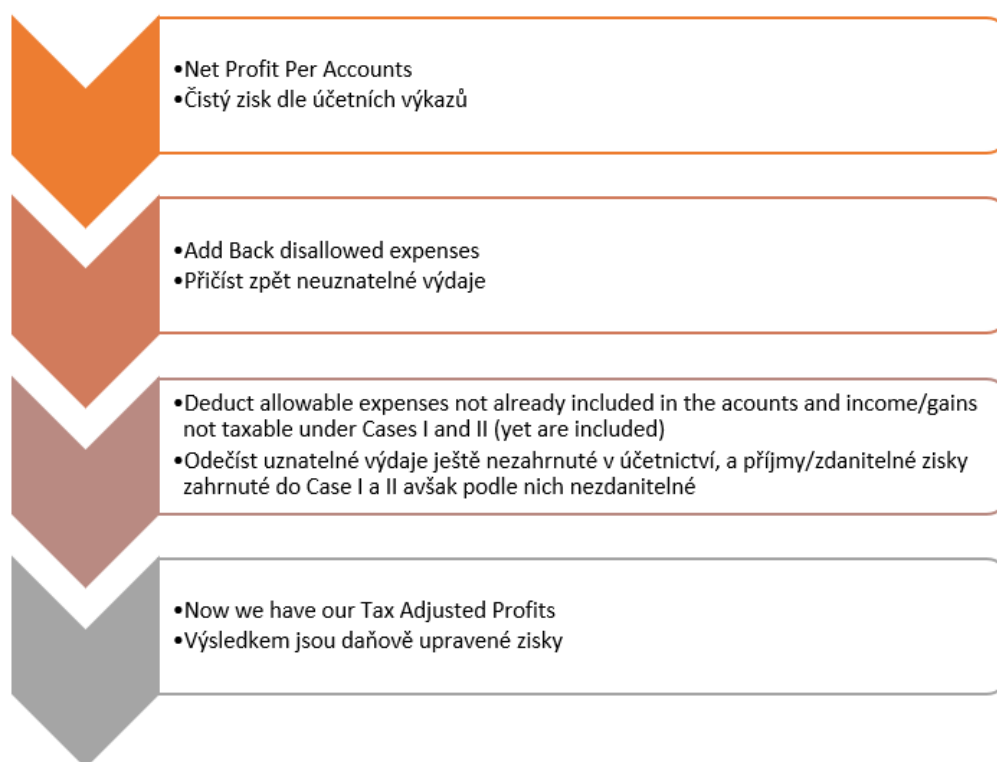 •Net Profit Per Accounts
•Čistý zisk dle účetních výkazů
•Add Back disallowed expenses
•Přičíst zpět neuznatelné výdaje
•Deduct allowable expenses not already included in the acounts and income/gains
not taxable under Cases I and II (yet are included)
•Odečíst uznatelné výdaje ještě nezahrnuté v účetnictví, a příjmy/zdanitelné zisky
zahrnuté do Case I a II avšak podle nich nezdanitelné
•Now we have our Tax Adjusted Profits
•Výsledkem jsou daňově upravené zisky